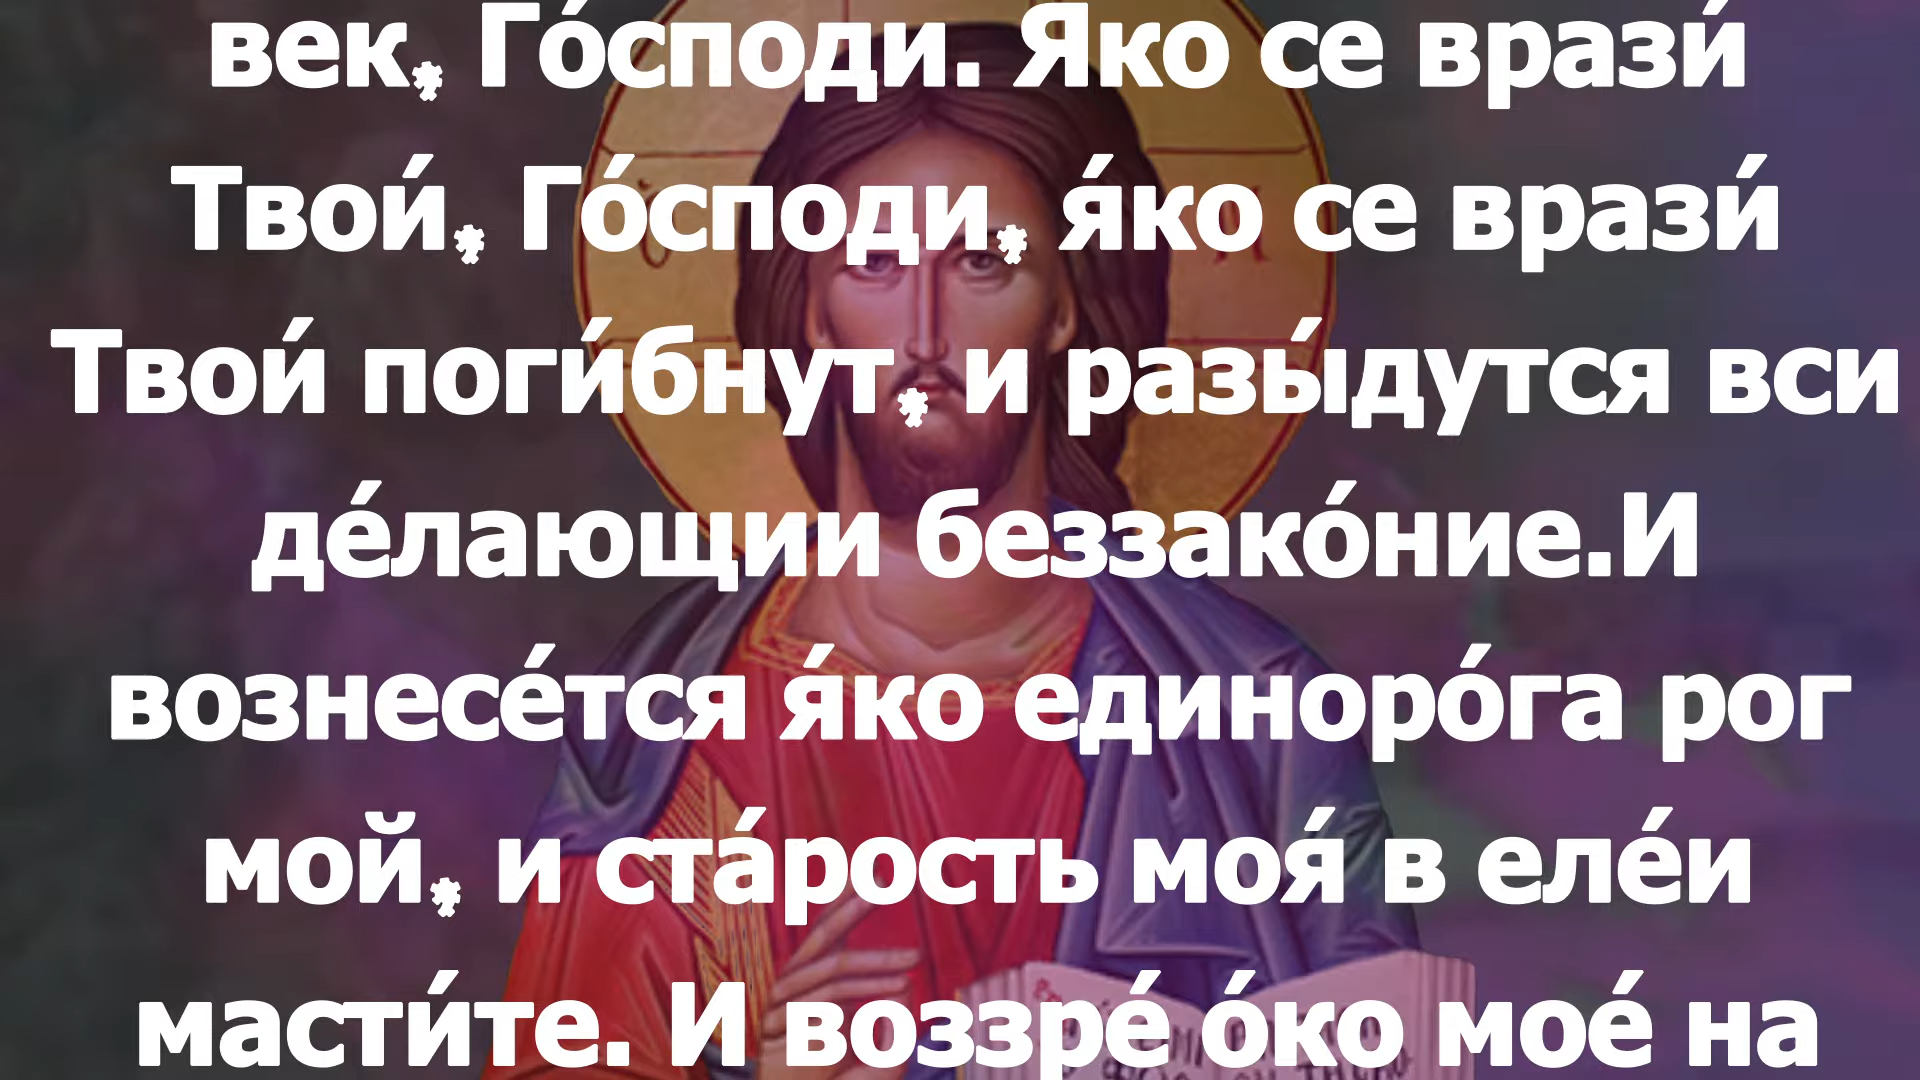 век, Го́споди. Яко се врази́
Твои́, Го́споди, я́ко се врази́
Твои́ поги́бнут, и разы́дутся вси
де́лающии беззако́ние.И
вознесе́тся я́ко единоро́га рог
мой, и ста́рость моя́ в еле́и
масти́те. И воззре́ о́ко мое́ на